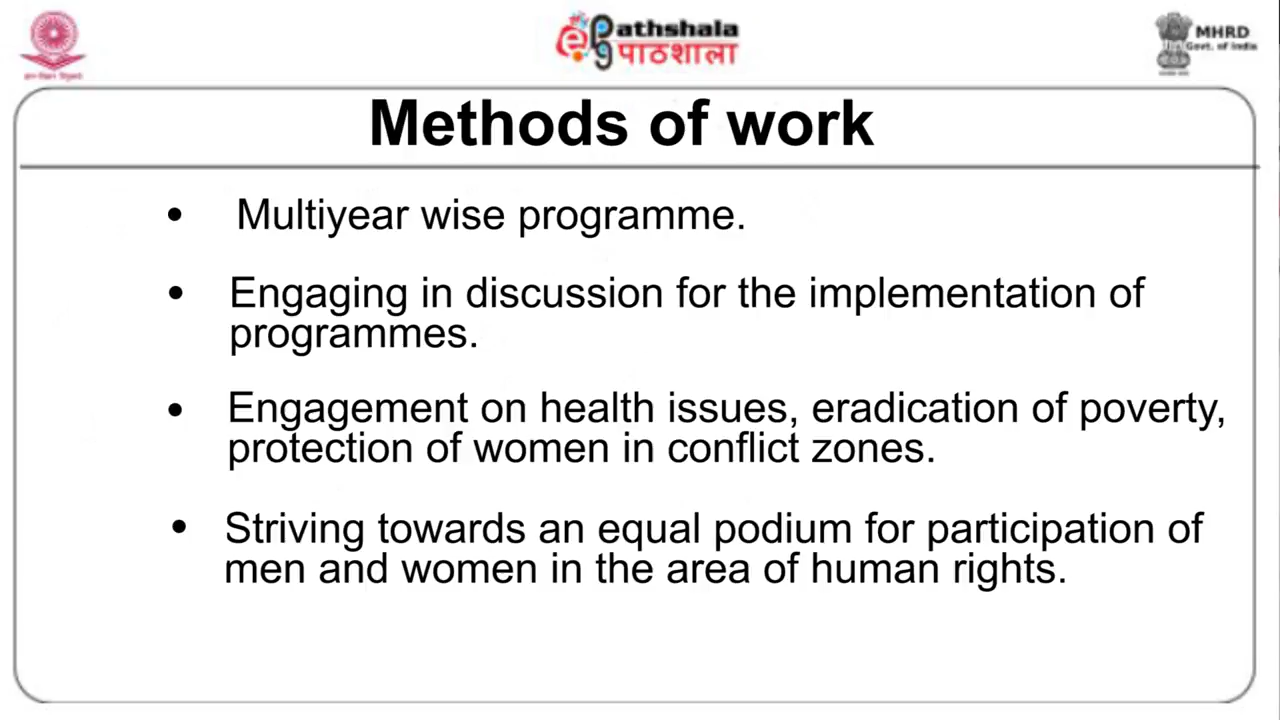 Pathshala
पाठशाला
MHRD
Govt. of India
Methods of work
• Multiyear wise programme.
• Engaging in discussion for the implementation of
programmes.
• Engagement on health issues, eradication of poverty,
protection of women in conflict zones.
• Striving towards an equal podium for participation of
men and women in the area of human rights.